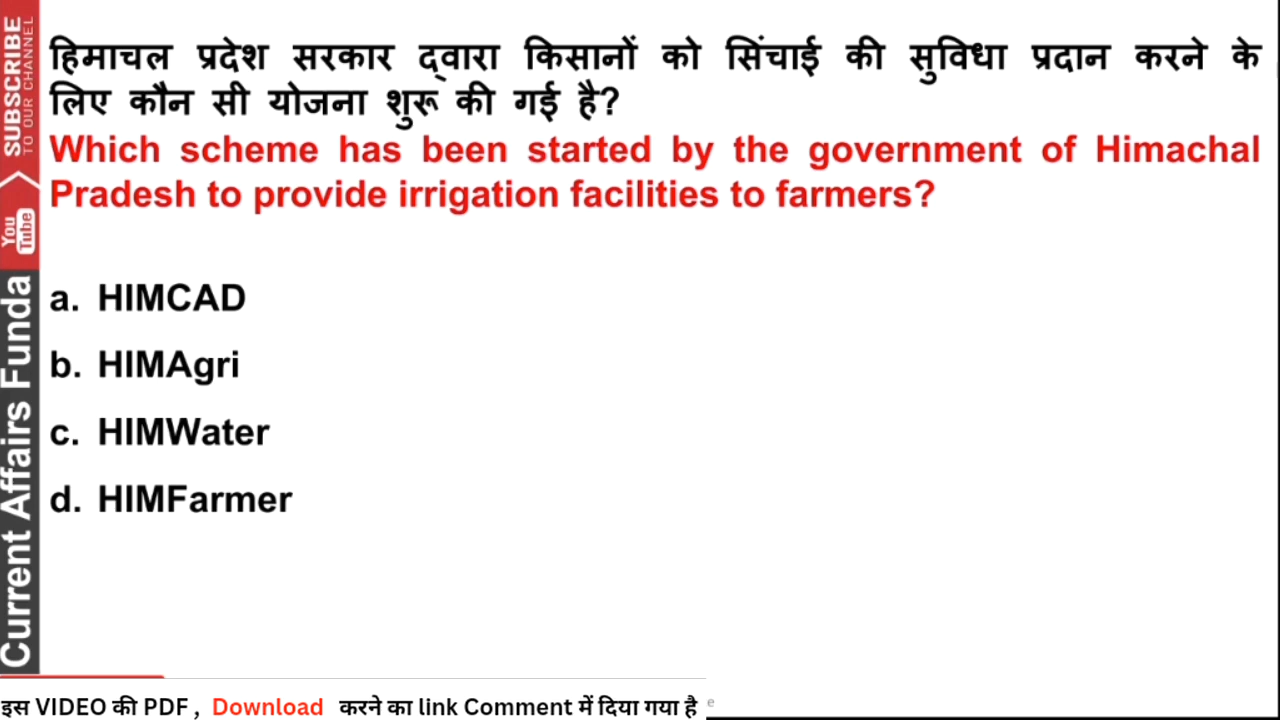 हिमाचल प्रदेश सरकार द्वारा किसानों को सिंचाई की सुविधा प्रदान करने के
लिए कौन सी योजना शुरू की गई है?
Which scheme has been started by the government of Himachal
Pradesh to provide irrigation facilities to farmers?
a. HIMCAD
b. HIMAgri
c. HIMWater
d. HIMFarmer
SUBSCRIBE
TO OUR CHANNEL
You Tube
Current Affairs Funda
इस VIDEO की PDF , Download करने का link Comment में दिया गया है